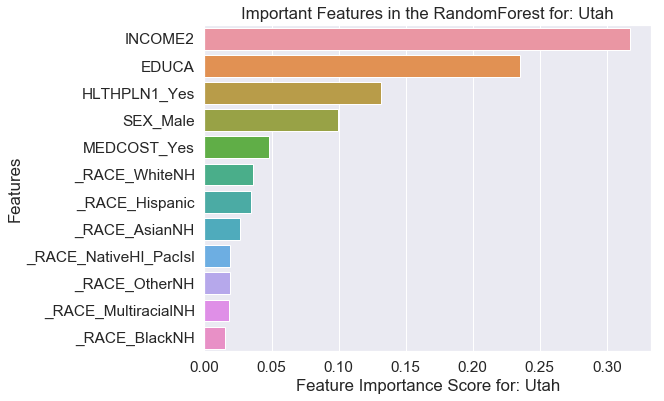 Important Features in the RandomForest for: Utah
INCOME2
EDUCA
HLTHPLN1_Yes
SEX_Male
MEDCOST_Yes
_RACE_WhiteNH
_RACE_Hispanic
_RACE_AsianNH
_RACE_NativeHI_PacIsl
_RACE_OtherNH
_RACE_MultiracialNH
_RACE_BlackNH
Features
0.00 0.05 0.10 0.15 0.20 0.25 0.30
Feature Importance Score for: Utah